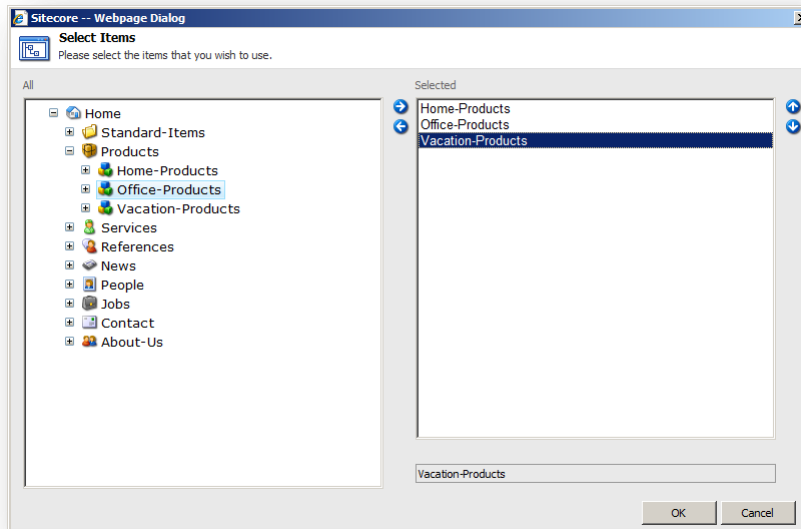 Sitecore -- Webpage Dialog
Select Items
Please select the items that you wish to use.
All
Home
Standard-Items
Products
Home-Products
Office-Products
Vacation-Products
Services
References
News
People
Jobs
Contact
About-Us
Selected
Home-Products
Office-Products
Vacation-Products
Vacation-Products
OK Cancel